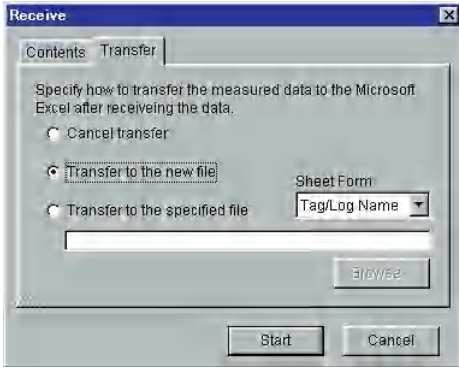 Receive
Contents
Transfer
Specify how to transfer the measured data to the Microsoft
Excel after receiveing the data.
Cancel transfer
Transfer to the new file
Sheet Form
Transfer to the specified file
Tag/Log Name
Browse...
Start
Cancel